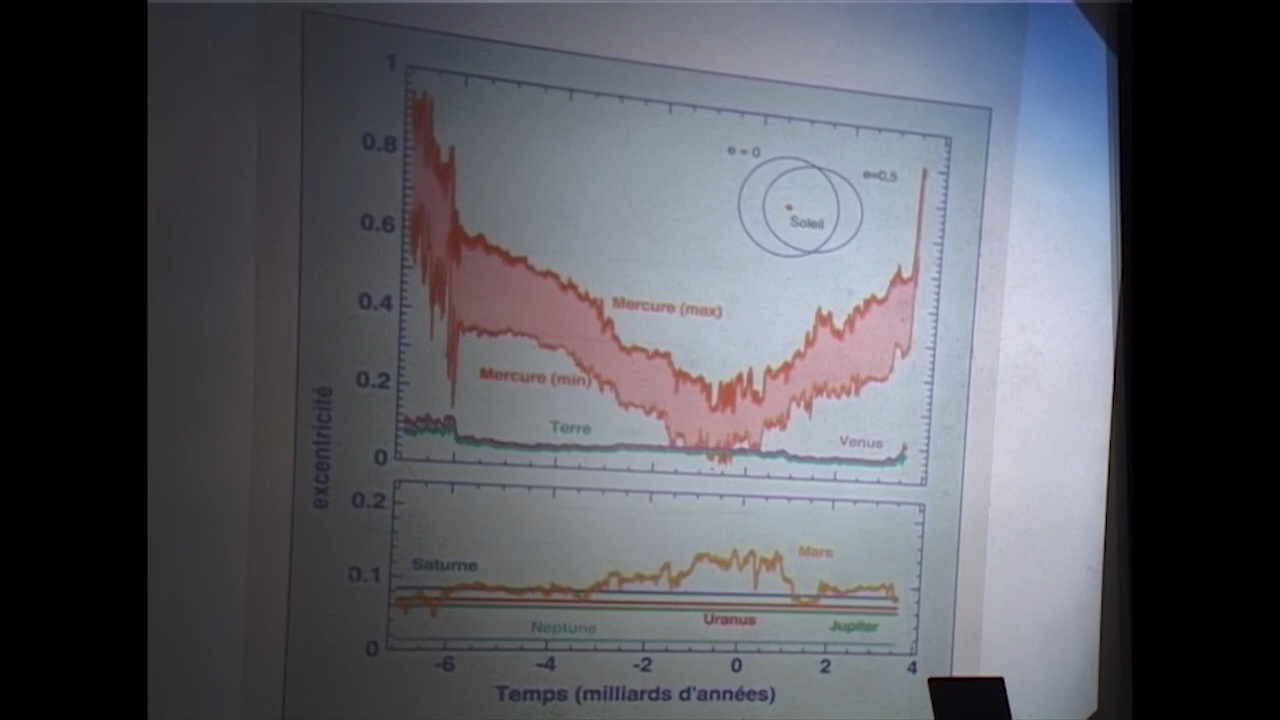 1
0.8
0.6
0.4
0.2
0
excentricité
e = 0
e=0,5
Soleil
Mercure (max)
Mercure (min)
Terre
Venus
0.2
0.1
0
Saturne
Mars
Neptune
Uranus
Jupiter
-6 -4 -2 0 2 4
Temps (milliards d'années)